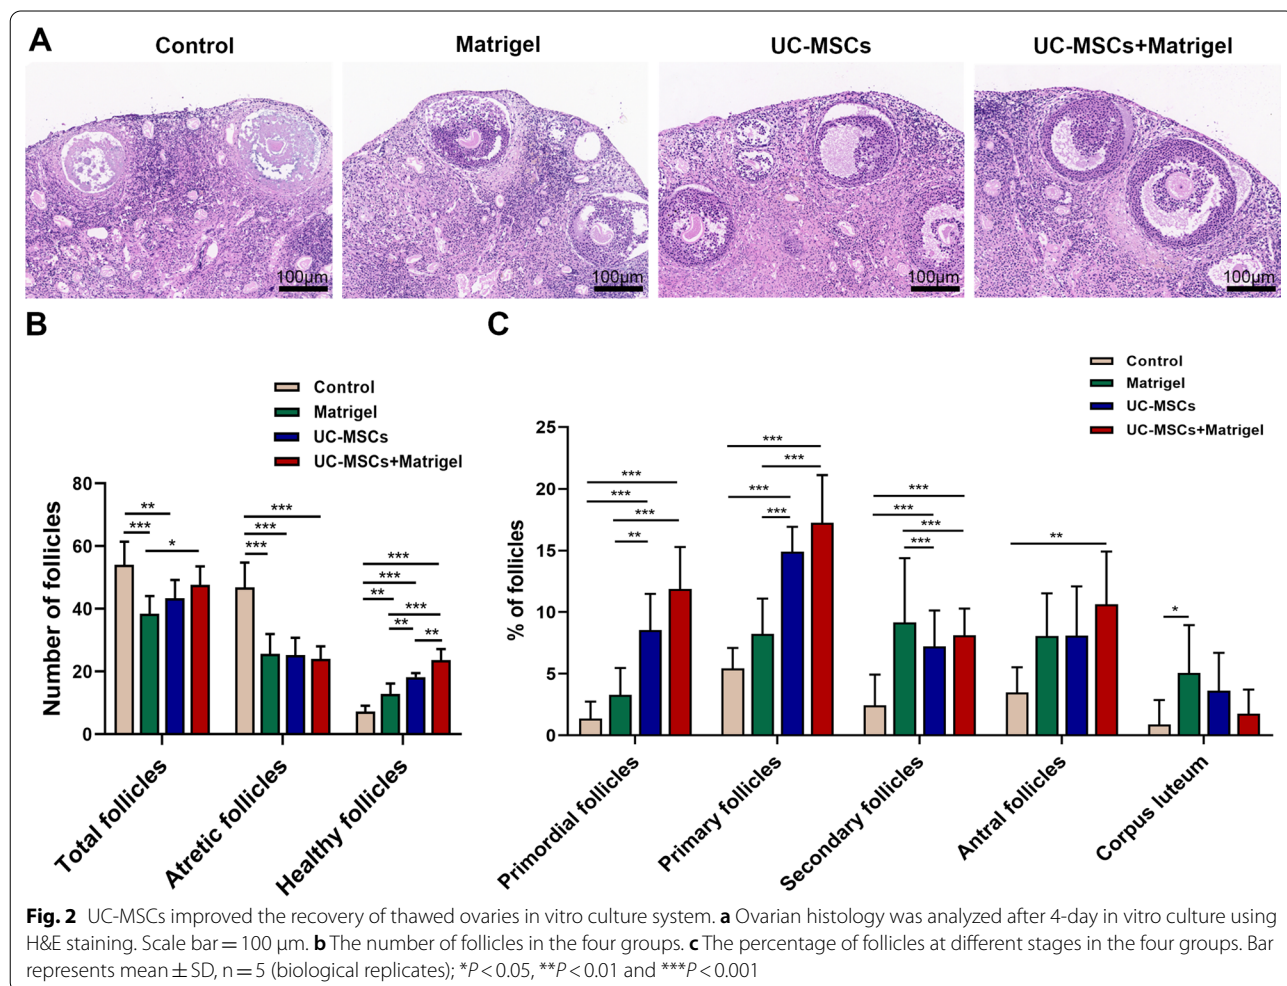 A
Control
Matrigel
UC-MSCs
UC-MSCs+Matrigel
100μm
100μm
100μm
100μm
B
Control
Matrigel
UC-MSCs
UC-MSCs+Matrigel
Number of follicles
80
60
40
20
0
**
***
*
***
***
***
***
***
**
***
**
**
Total follicles
Atretic follicles
Healthy follicles
C
Control
Matrigel
UC-MSCs
UC-MSCs+Matrigel
% of follicles
25
20
15
10
5
0
***
***
***
**
***
***
***
***
***
***
***
***
**
*
Primordial follicles
Primary follicles
Secondary follicles
Antral follicles
Corpus luteum
Fig. 2 UC-MSCs improved the recovery of thawed ovaries in vitro culture system. a Ovarian histology was analyzed after 4-day in vitro culture using
H&E staining. Scale bar = 100 μm. b The number of follicles in the four groups. c The percentage of follicles at different stages in the four groups. Bar
represents mean ± SD, n = 5 (biological replicates); *P < 0.05, **P < 0.01 and ***P < 0.001